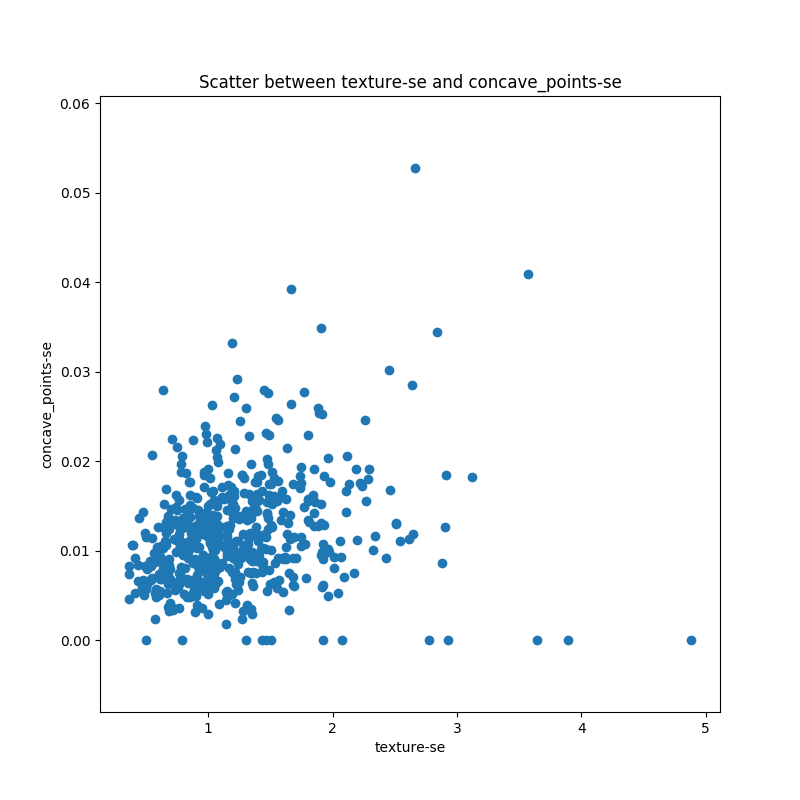 Scatter between texture-se and concave_points-se
0.06
0.05
0.04
0.03
0.02
0.01
0.00
concave_points-se
1 2 3 4 5
texture-se